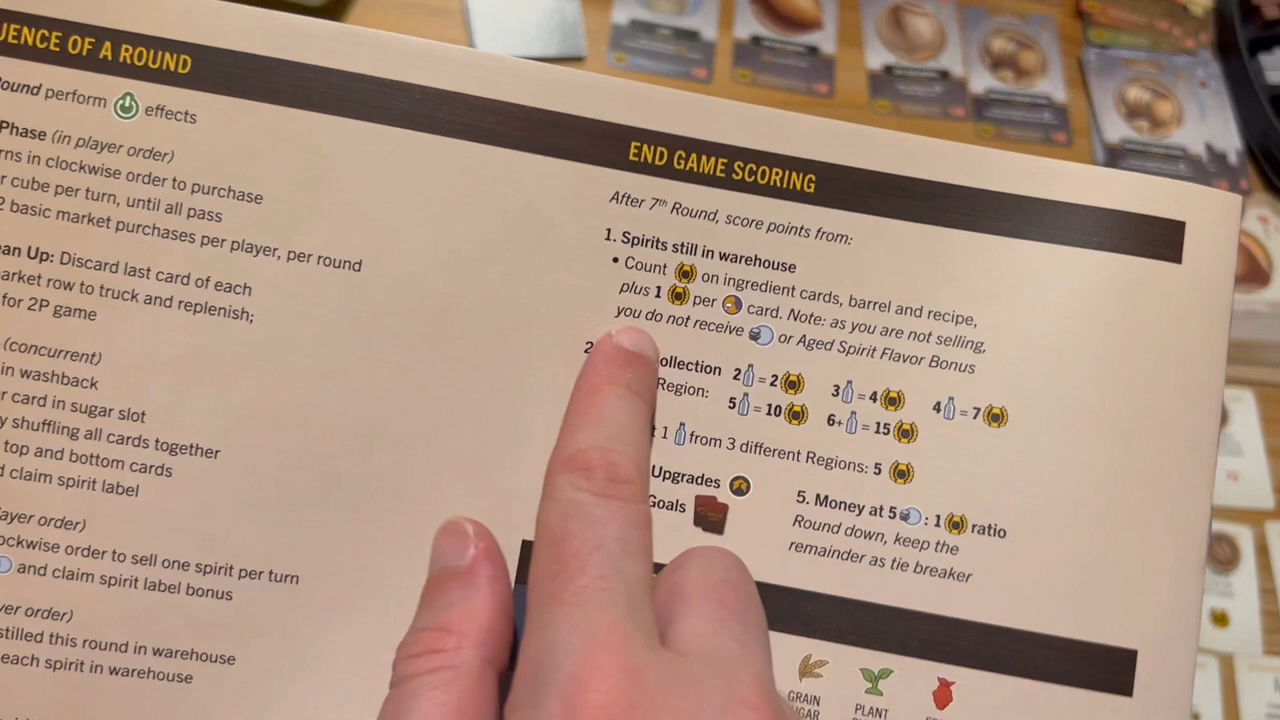 UENCE OF A ROUND
ound perform effects
Phase (in player order)
rns in clockwise order to purchase
r cube per turn, until all pass
2 basic market purchases per player, per round
ean Up: Discard last card of each
arket row to truck and replenish;
for 2P game
(concurrent)
in washback
r card in sugar slot
y shuffling all cards together
top and bottom cards
d claim spirit label
layer order)
ockwise order to sell one spirit per turn
and claim spirit label bonus
yer order)
stilled this round in warehouse
each spirit in warehouse
END GAME SCORING
After 7th Round, score points from:
1. Spirits still in warehouse
• Count on ingredient cards, barrel and recipe,
plus 1 per card. Note: as you are not selling,
you do not receive or Aged Spirit Flavor Bonus
2 ollection 2 = 2 3 = 4 4 = 7
Region: 5 = 10 6+ = 15
t 1 from 3 different Regions: 5
Upgrades
Goals
5. Money at 5 : 1 ratio
Round down, keep the
remainder as tie breaker
GRAIN PLANT